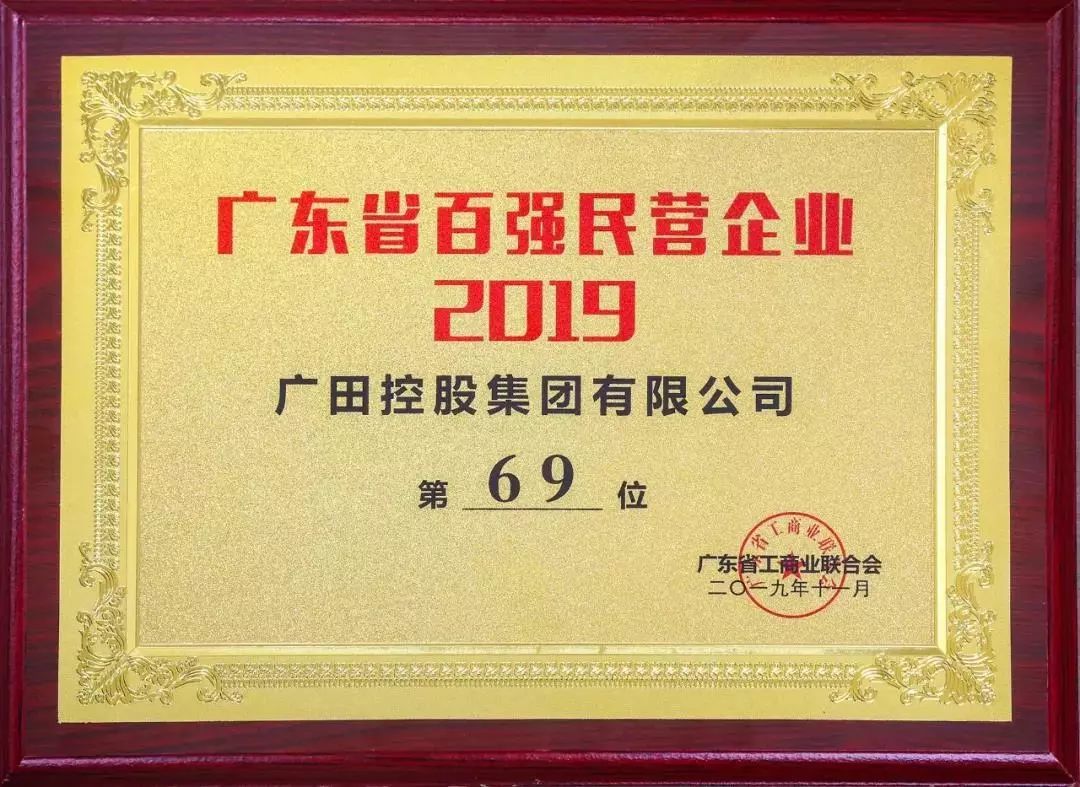 广东省百强民营企业
2019
广田控股集团有限公司
第 69 位
广东省工商业联合会
二〇一九年十一月